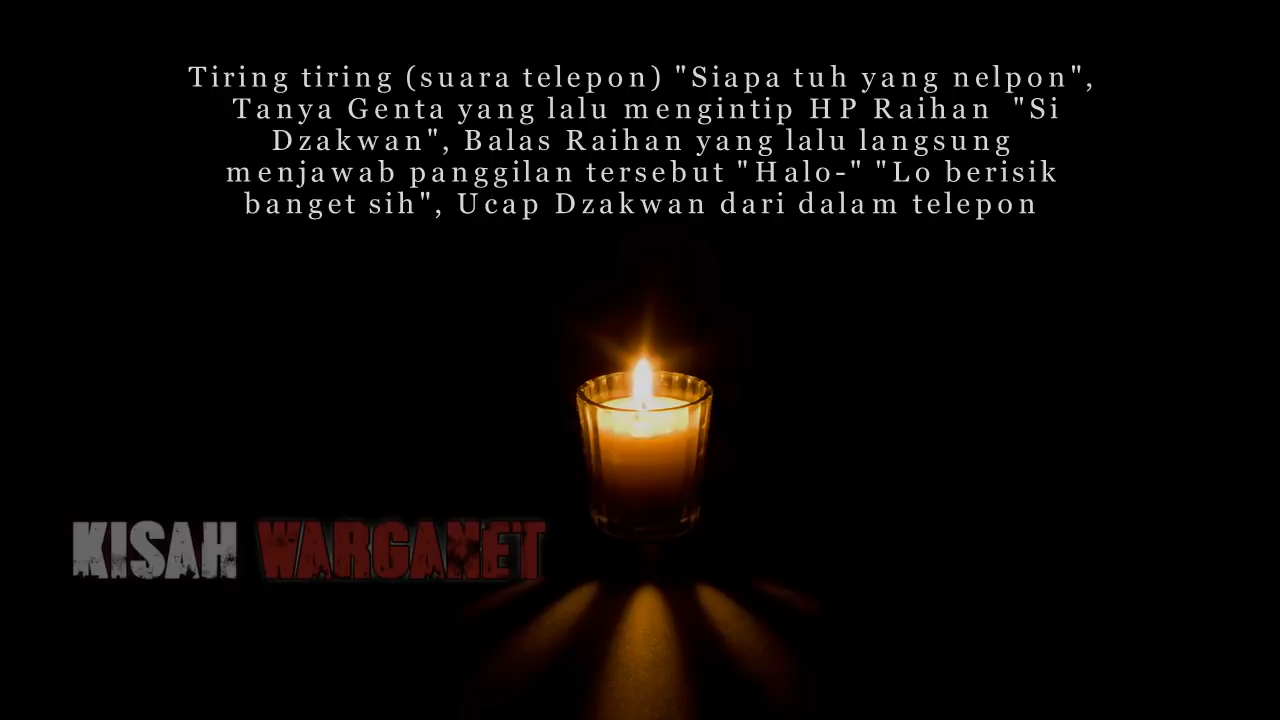 Tiring tiring (suara telepon) "Siapa tuh yang nelpon",
Tanya Genta yang lalu mengintip HP Raihan "Si
Dzakwan", Balas Raihan yang lalu langsung
menjawab panggilan tersebut "Halo-" "Lo berisik
banget sih", Ucap Dzakwan dari dalam telepon
KISAH WARGANET